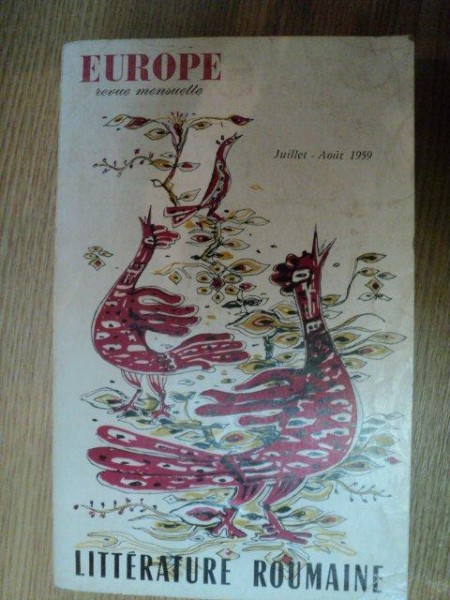 EUROPE
revue mensuelle
Juillet - Août 1959
LITTÉRATURE ROUMAINE